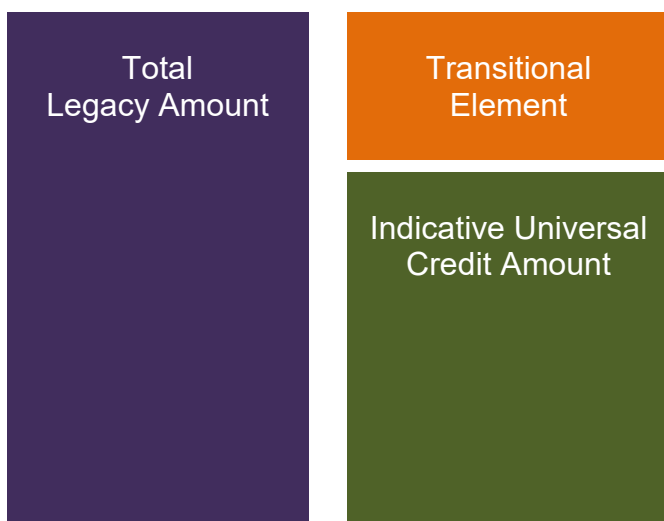 Total
Legacy Amount
Transitional
Element
Indicative Universal
Credit Amount